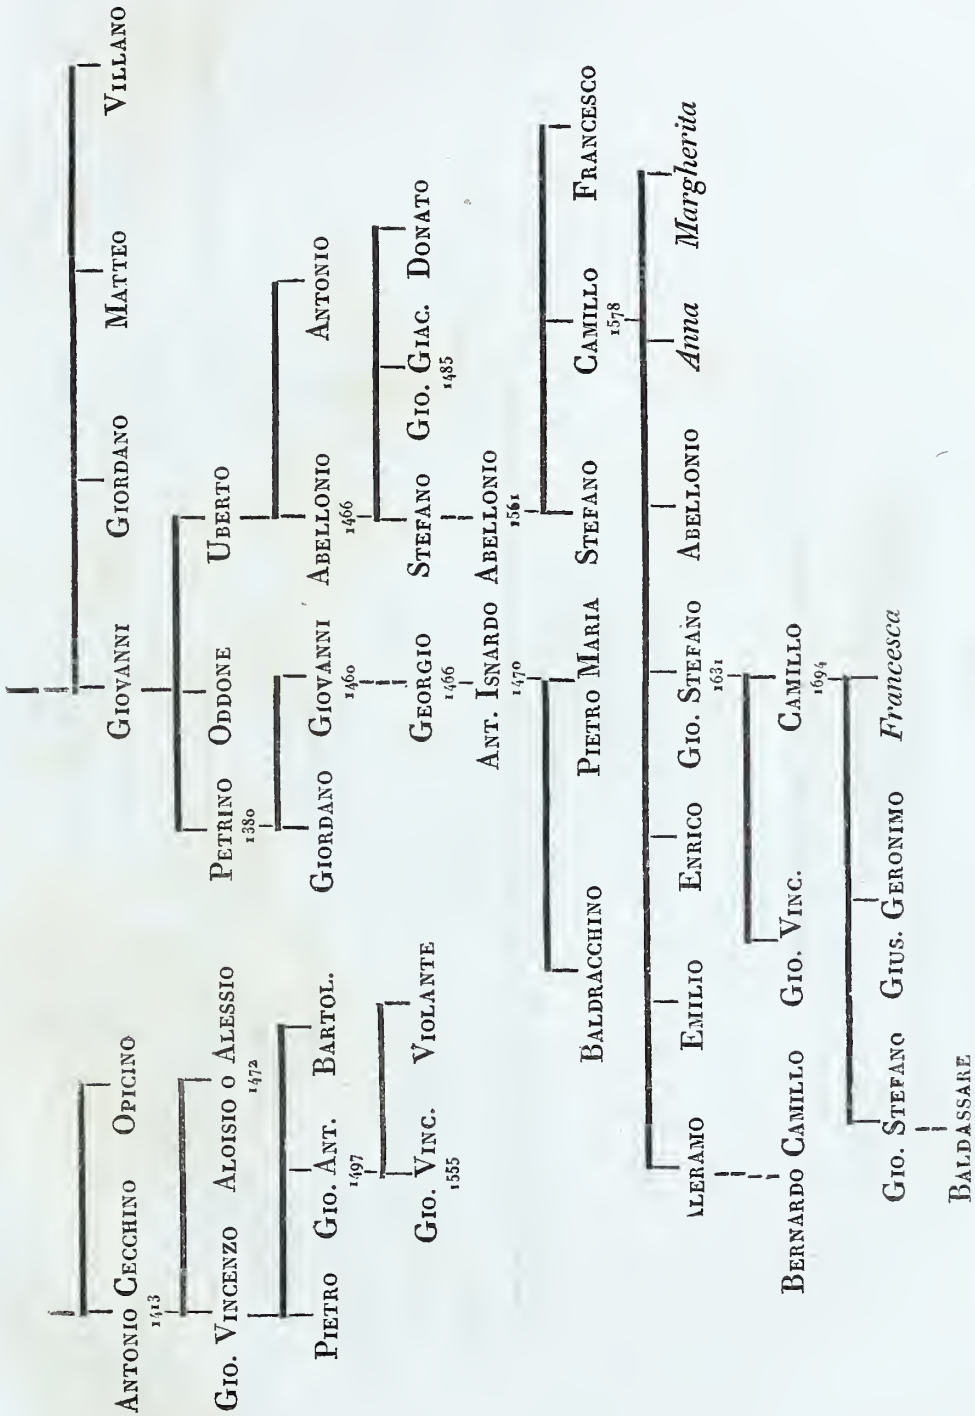 ANTONIO CECCHINO OPICINO GIOVANNI GIORDANO MATTEO VILLANO
1413
GIO. VINCENZO ALOISIO O ALESSIO PETRINO ODDONE UBERTO
1472 1380
PIETRO GIO. ANT. BARTOL. GIORDANO GIOVANNI ABELLONIO ANTONIO
1497 1460 1466
GIO. VINC. VIOLANTE GEORGIO STEFANO GIO. GIAC. DONATO
1555 1466 1485
ANT. ISNARDO ABELLONIO
1470 1561
BALDRACCHINO PIETRO MARIA STEFANO CAMILLO FRANCESCO
1578
ALERAMO EMILIO ENRICO GIO. STEFANO ABELLONIO Anna Margherita
1631
BERNARDO CAMILLO GIO. VINC. CAMILLO
1694
GIO. STEFANO GIUS. GERONIMO Francesca
BALDASSARE